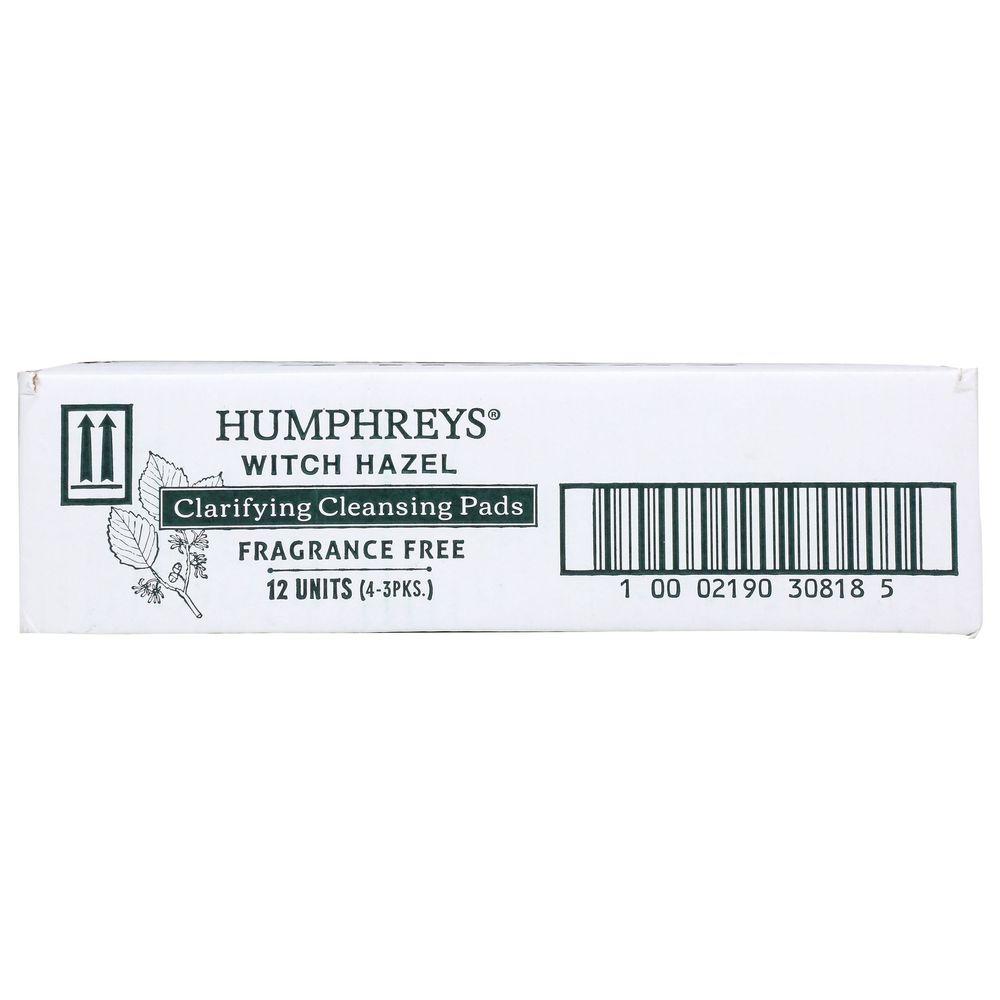 HUMPHREYS®
WITCH HAZEL
Clarifying Cleansing Pads
FRAGRANCE FREE
12 UNITS (4-3PKS.)
1 00 02190 30818 5